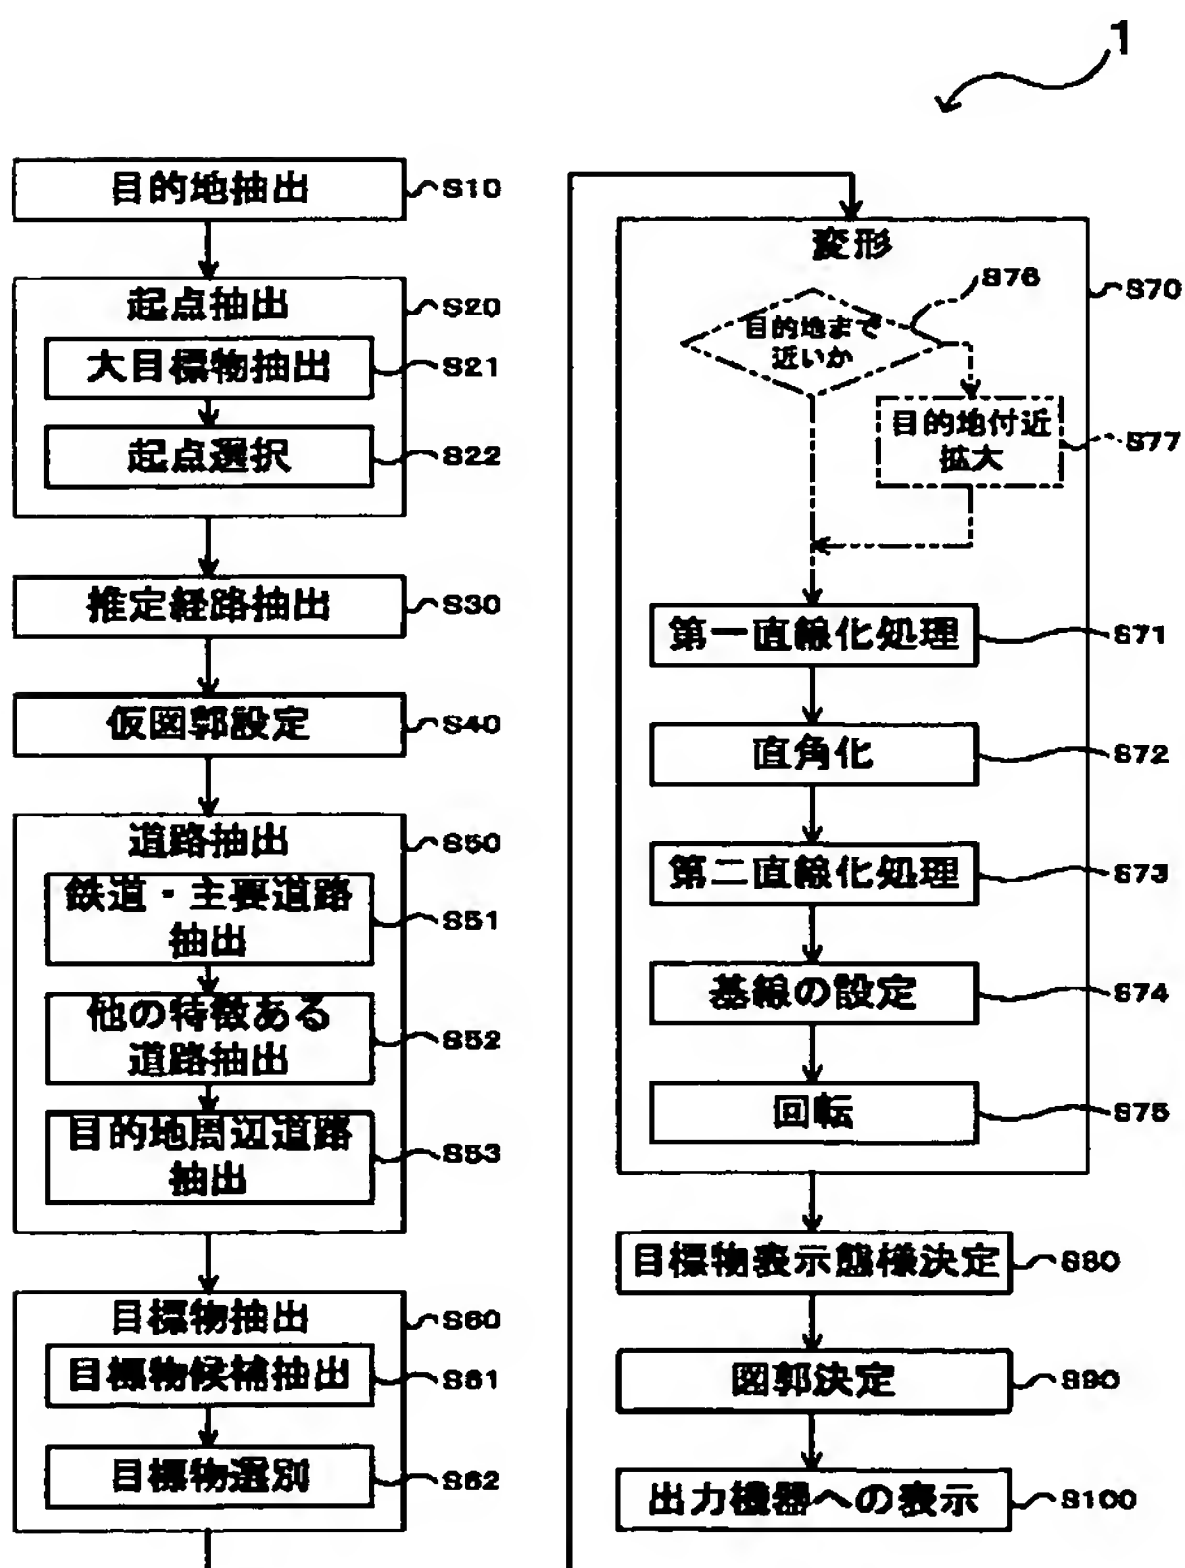 1
目的地抽出 S10
起点抽出 S20
大目標物抽出 S21
起点選択 S22
推定経路抽出 S30
仮図郭設定 S40
道路抽出 S50
鉄道・主要道路
抽出 S51
他の特徴ある
道路抽出 S52
目的地周辺道路
抽出 S53
目標物抽出 S60
目標物候補抽出 S61
目標物選別 S62
変形 S70
目的地まで
近いか S76
目的地付近
拡大 S77
第一直線化処理 S71
直角化 S72
第二直線化処理 S73
基線の設定 S74
回転 S75
目標物表示態様決定 S80
図郭決定 S90
出力機器への表示 S100